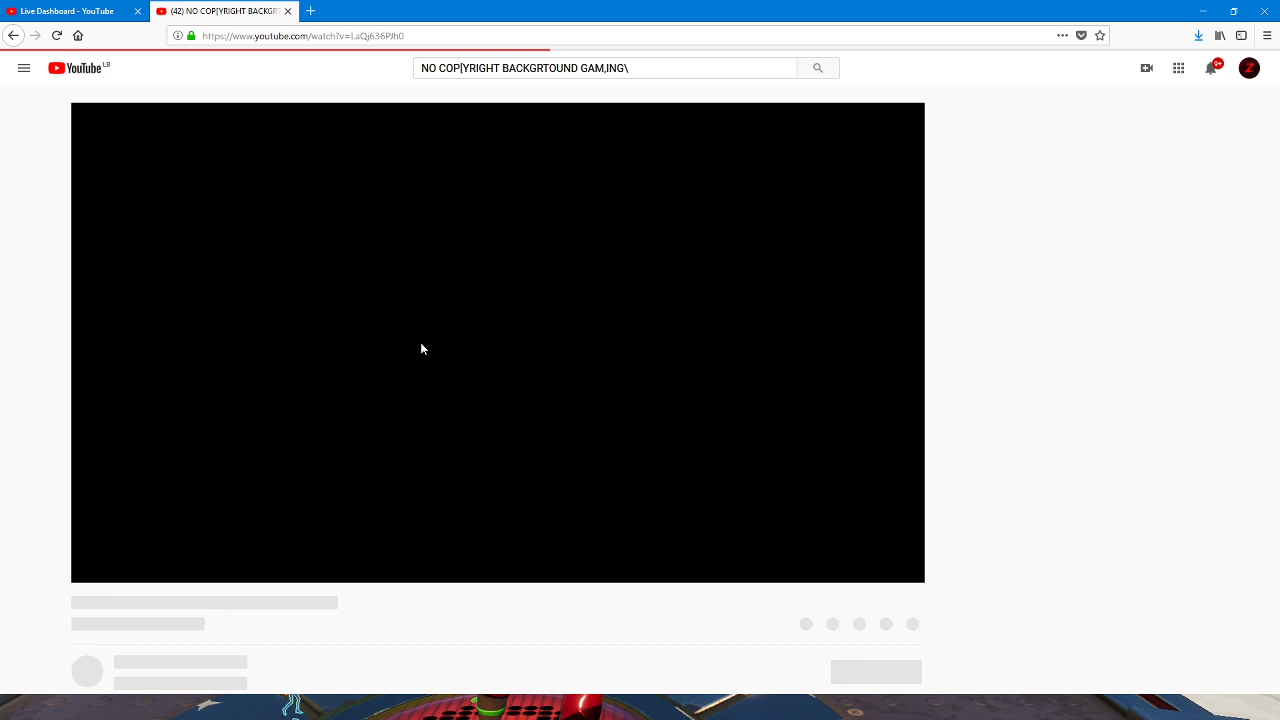 Live Dashboard - YouTube
(42) NO COP[YRIGHT BACKGR
https://www.youtube.com/watch?v=LaQj636PJh0
YouTube LB
NO COP[YRIGHT BACKGRTOUND GAM,ING\
9+
Z